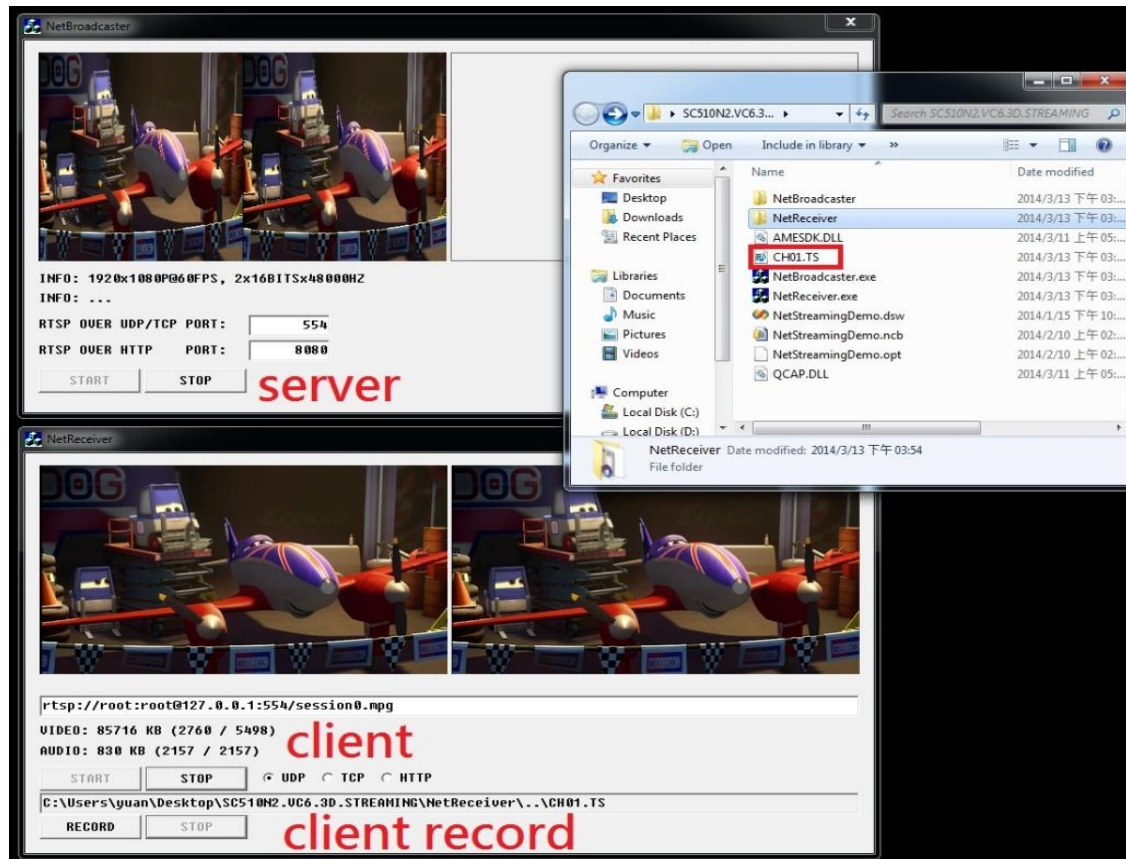 NetBroadcaster
INFO: 1920x1080P@60FPS, 2x16BITSx48000HZ
INFO: ...
RTSP OVER UDP/TCP PORT: 554
RTSP OVER HTTP PORT: 8080
START STOP
server
SC510N2.VC6.3... Search SC510N2.VC6.3D.STREAMING
Organize Open Include in library »
Favorites
Desktop
Downloads
Recent Places
Libraries
Documents
Music
Pictures
Videos
Computer
Local Disk (C:)
Local Disk (D:)
Name Date modified
NetBroadcaster 2014/3/13 下午 03:...
NetReceiver 2014/3/13 下午 03:...
AMESDK.DLL 2014/3/11 上午 05:...
CH01.TS 2014/3/13 下午 03:...
NetBroadcaster.exe 2014/3/13 下午 03:...
NetReceiver.exe 2014/3/13 下午 03:...
NetStreamingDemo.dsw 2014/1/15 下午 10:...
NetStreamingDemo.ncb 2014/2/10 上午 02:...
NetStreamingDemo.opt 2014/2/10 上午 02:...
QCAP.DLL 2014/3/11 上午 05:...
NetReceiver Date modified: 2014/3/13 下午 03:54
File folder
NetReceiver
DOG DOG
rtsp://root:root@127.0.0.1:554/session0.mpg
VIDEO: 85716 KB (2760 / 5498)
AUDIO: 830 KB (2157 / 2157)
client
START STOP UDP TCP HTTP
C:\Users\yuan\Desktop\SC510N2.VC6.3D.STREAMING\NetReceiver\..\CH01.TS
RECORD STOP
client record